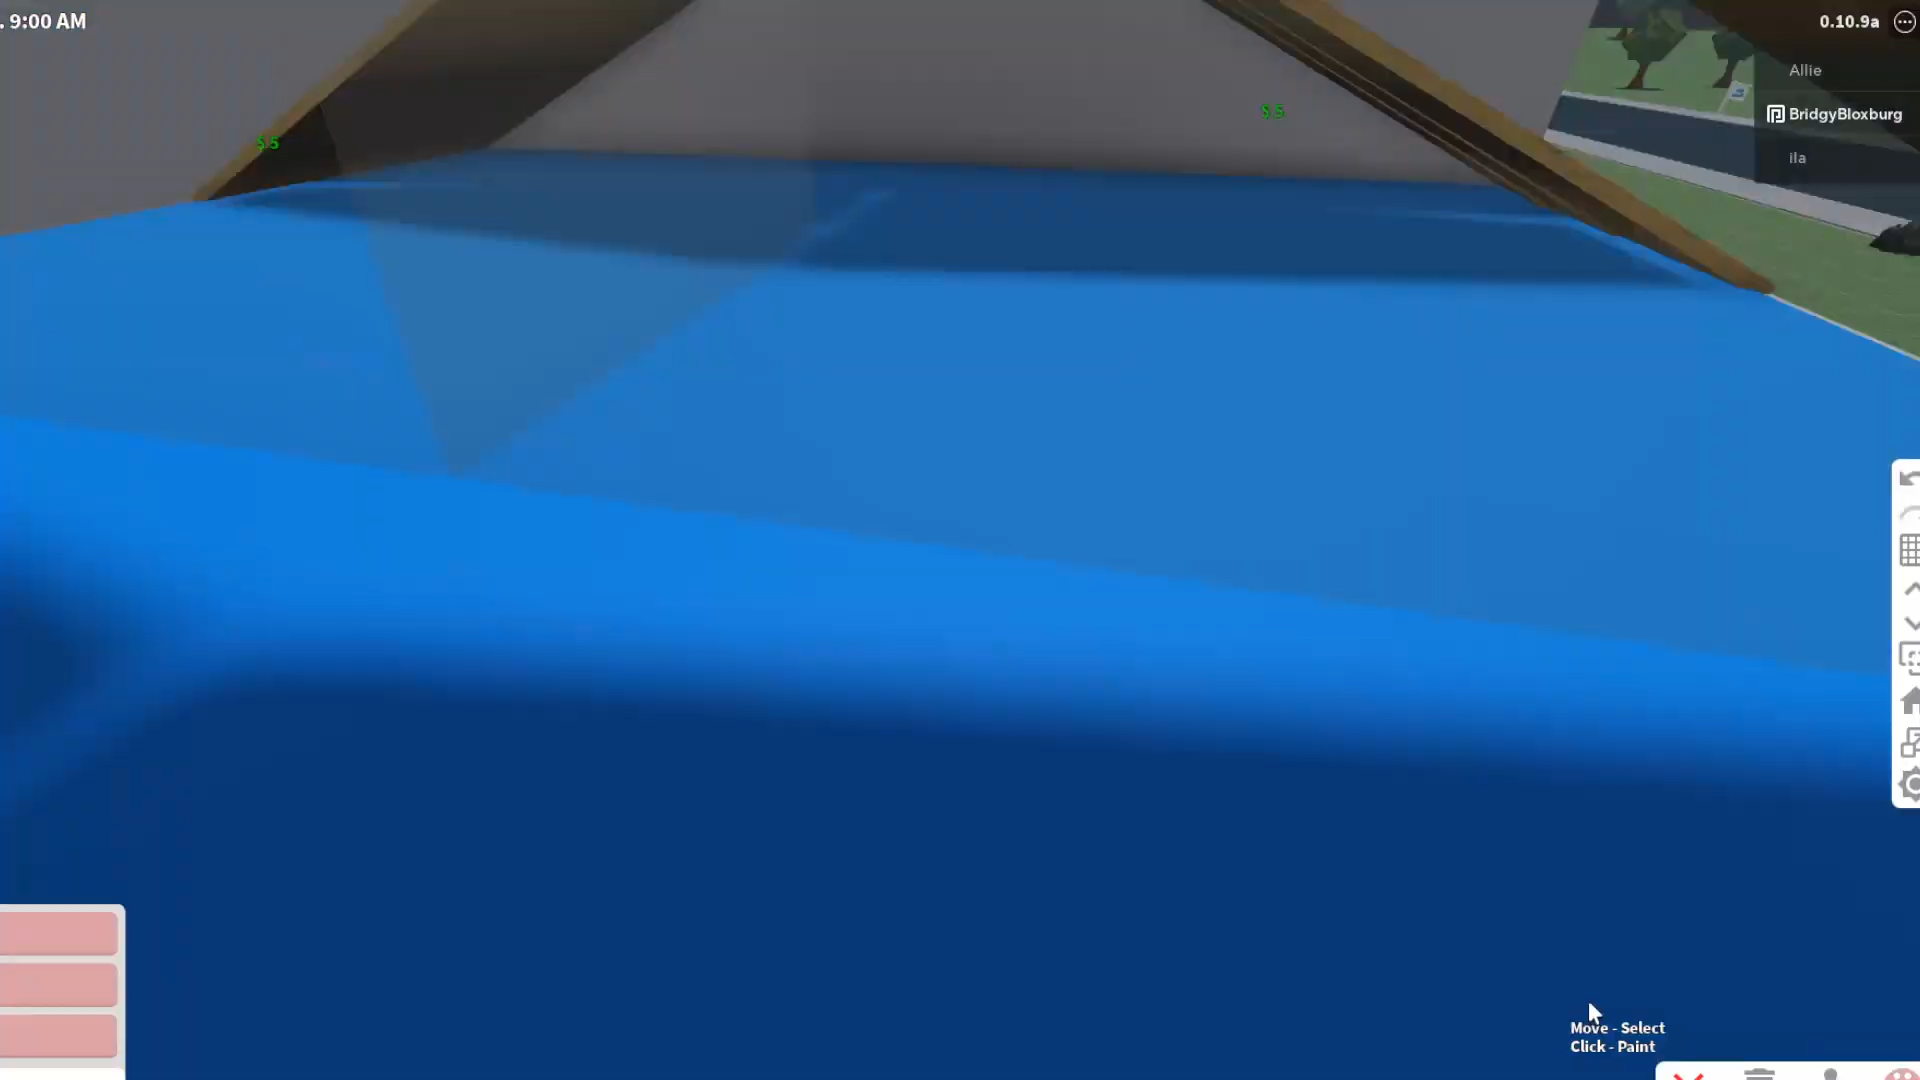 . 9:00 AM
0.10.9a
Allie
BridgyBloxburg
ila
$ 5
$ 5
Move - Select
Click - Paint